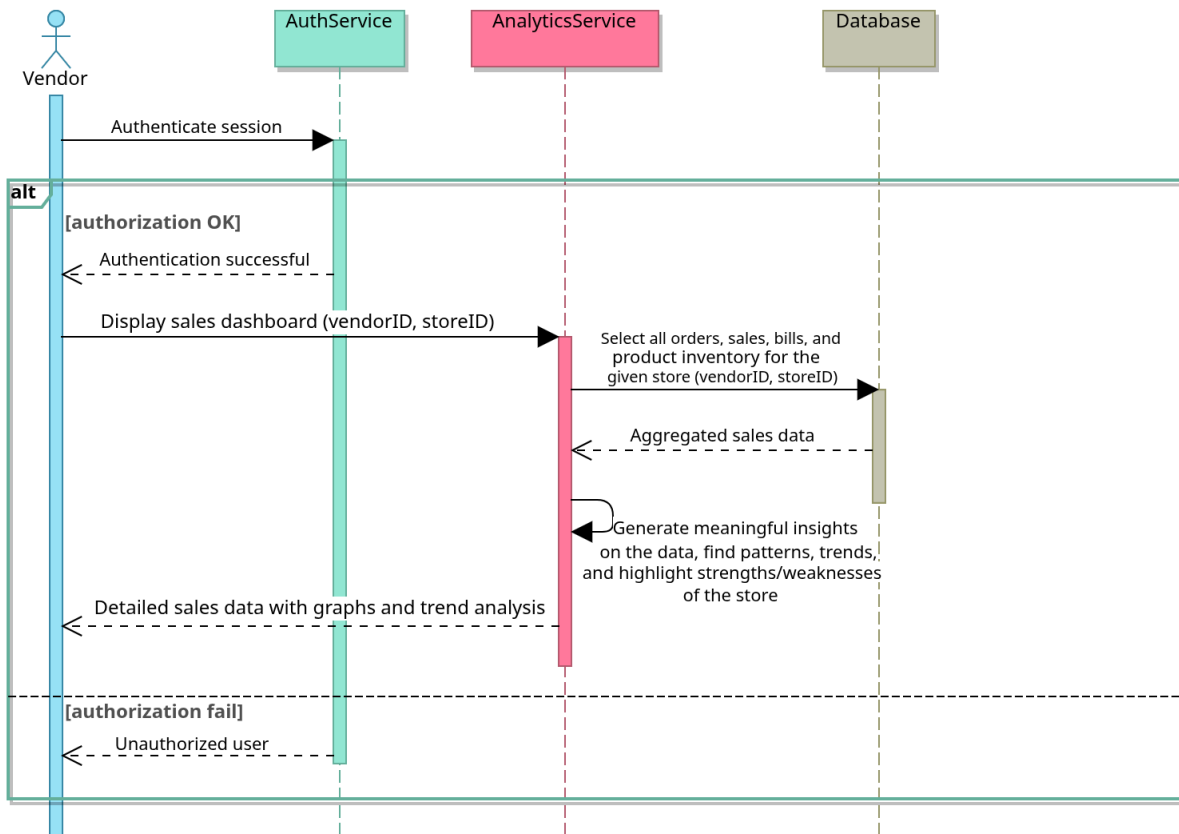 AuthService
AnalyticsService
Database
Vendor
Authenticate session
alt
[authorization OK]
Authentication successful
Display sales dashboard (vendorID, storeID)
Select all orders, sales, bills, and
product inventory for the
given store (vendorID, storeID)
Aggregated sales data
Generate meaningful insights
on the data, find patterns, trends,
and highlight strengths/weaknesses
of the store
Detailed sales data with graphs and trend analysis
[authorization fail]
Unauthorized user